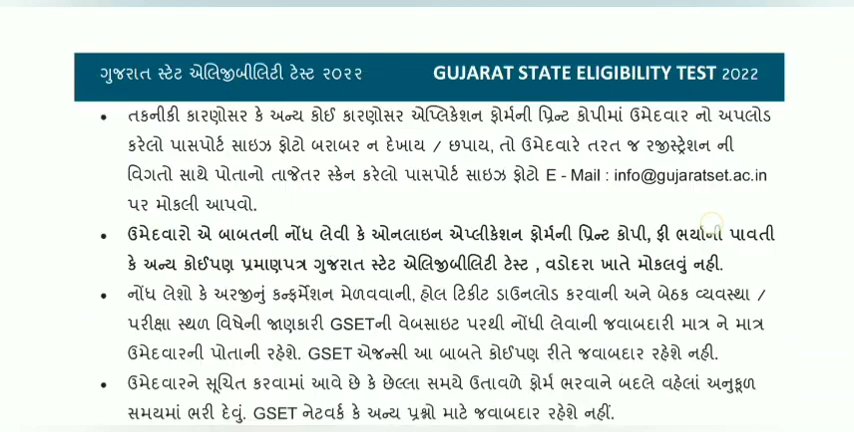 ગુજરાત સ્ટેટ એલિજીબીલિટી ટેસ્ટ ૨૦૨૨ GUJARAT STATE ELIGIBILITY TEST 2022
• તકનીકી કારણોસર કે અન્ય કોઈ કારણોસર એપ્લિકેશન ફોર્મની પ્રિન્ટ કોપીમાં ઉમેદવાર નો અપલોડ
કરેલો પાસપોર્ટ સાઇઝ ફોટો બરાબર ન દેખાય / છપાય, તો ઉમેદવારે તરત જ રજીસ્ટ્રેશન ની
વિગતો સાથે પોતાનો તાજેતર સ્કેન કરેલો પાસપોર્ટ સાઇઝ ફોટો E - Mail : info@gujaratset.ac.in
પર મોકલી આપવો.
• ઉમેદવારો એ બાબતની નોંધ લેવી કે ઓનલાઇન એપ્લીકેશન ફોર્મની પ્રિન્ટ કોપી, ફી ભર્યાની પાવતી
કે અન્ય કોઈપણ પ્રમાણપત્ર ગુજરાત સ્ટેટ એલિજીબીલિટી ટેસ્ટ , વડોદરા ખાતે મોકલવું નહી.
• નોંધ લેશો કે અરજીનું કન્ફર્મેશન મેળવવાની, હોલ ટિકીટ ડાઉનલોડ કરવાની અને બેઠક વ્યવસ્થા /
પરીક્ષા સ્થળ વિષેની જાણકારી GSETની વેબસાઇટ પરથી નોંધી લેવાની જવાબદારી માત્ર ને માત્ર
ઉમેદવારની પોતાની રહેશે. GSET એજન્સી આ બાબતે કોઈપણ રીતે જવાબદાર રહેશે નહી.
• ઉમેદવારને સૂચિત કરવામાં આવે છે કે છેલ્લા સમયે ઉતાવળે ફોર્મ ભરવાને બદલે વહેલાં અનુકૂળ
સમયમાં ભરી દેવું. GSET નેટવર્ક કે અન્ય પ્રશ્નો માટે જવાબદાર રહેશે નહીં.